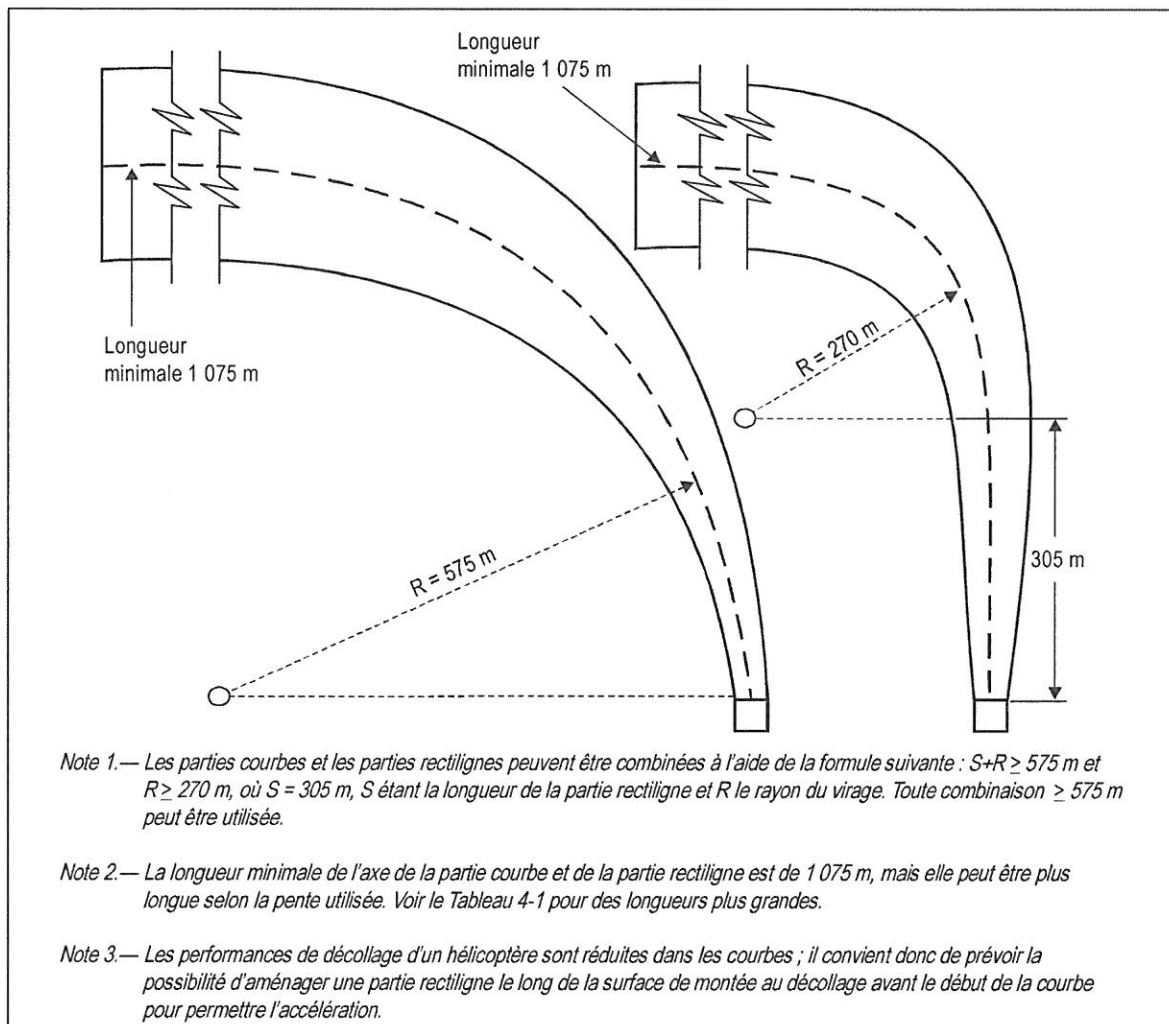 Longueur
minimale 1 075 m
Longueur
minimale 1 075 m
R = 270 m
305 m
R = 575 m
Note 1.— Les parties courbes et les parties rectilignes peuvent être combinées à l'aide de la formule suivante : S+R ≥ 575 m et
R ≥ 270 m, où S = 305 m, S étant la longueur de la partie rectiligne et R le rayon du virage. Toute combinaison ≥ 575 m
peut être utilisée.
Note 2.— La longueur minimale de l'axe de la partie courbe et de la partie rectiligne est de 1 075 m, mais elle peut être plus
longue selon la pente utilisée. Voir le Tableau 4-1 pour des longueurs plus grandes.
Note 3.— Les performances de décollage d'un hélicoptère sont réduites dans les courbes ; il convient donc de prévoir la
possibilité d'aménager une partie rectiligne le long de la surface de montée au décollage avant le début de la courbe
pour permettre l'accélération.